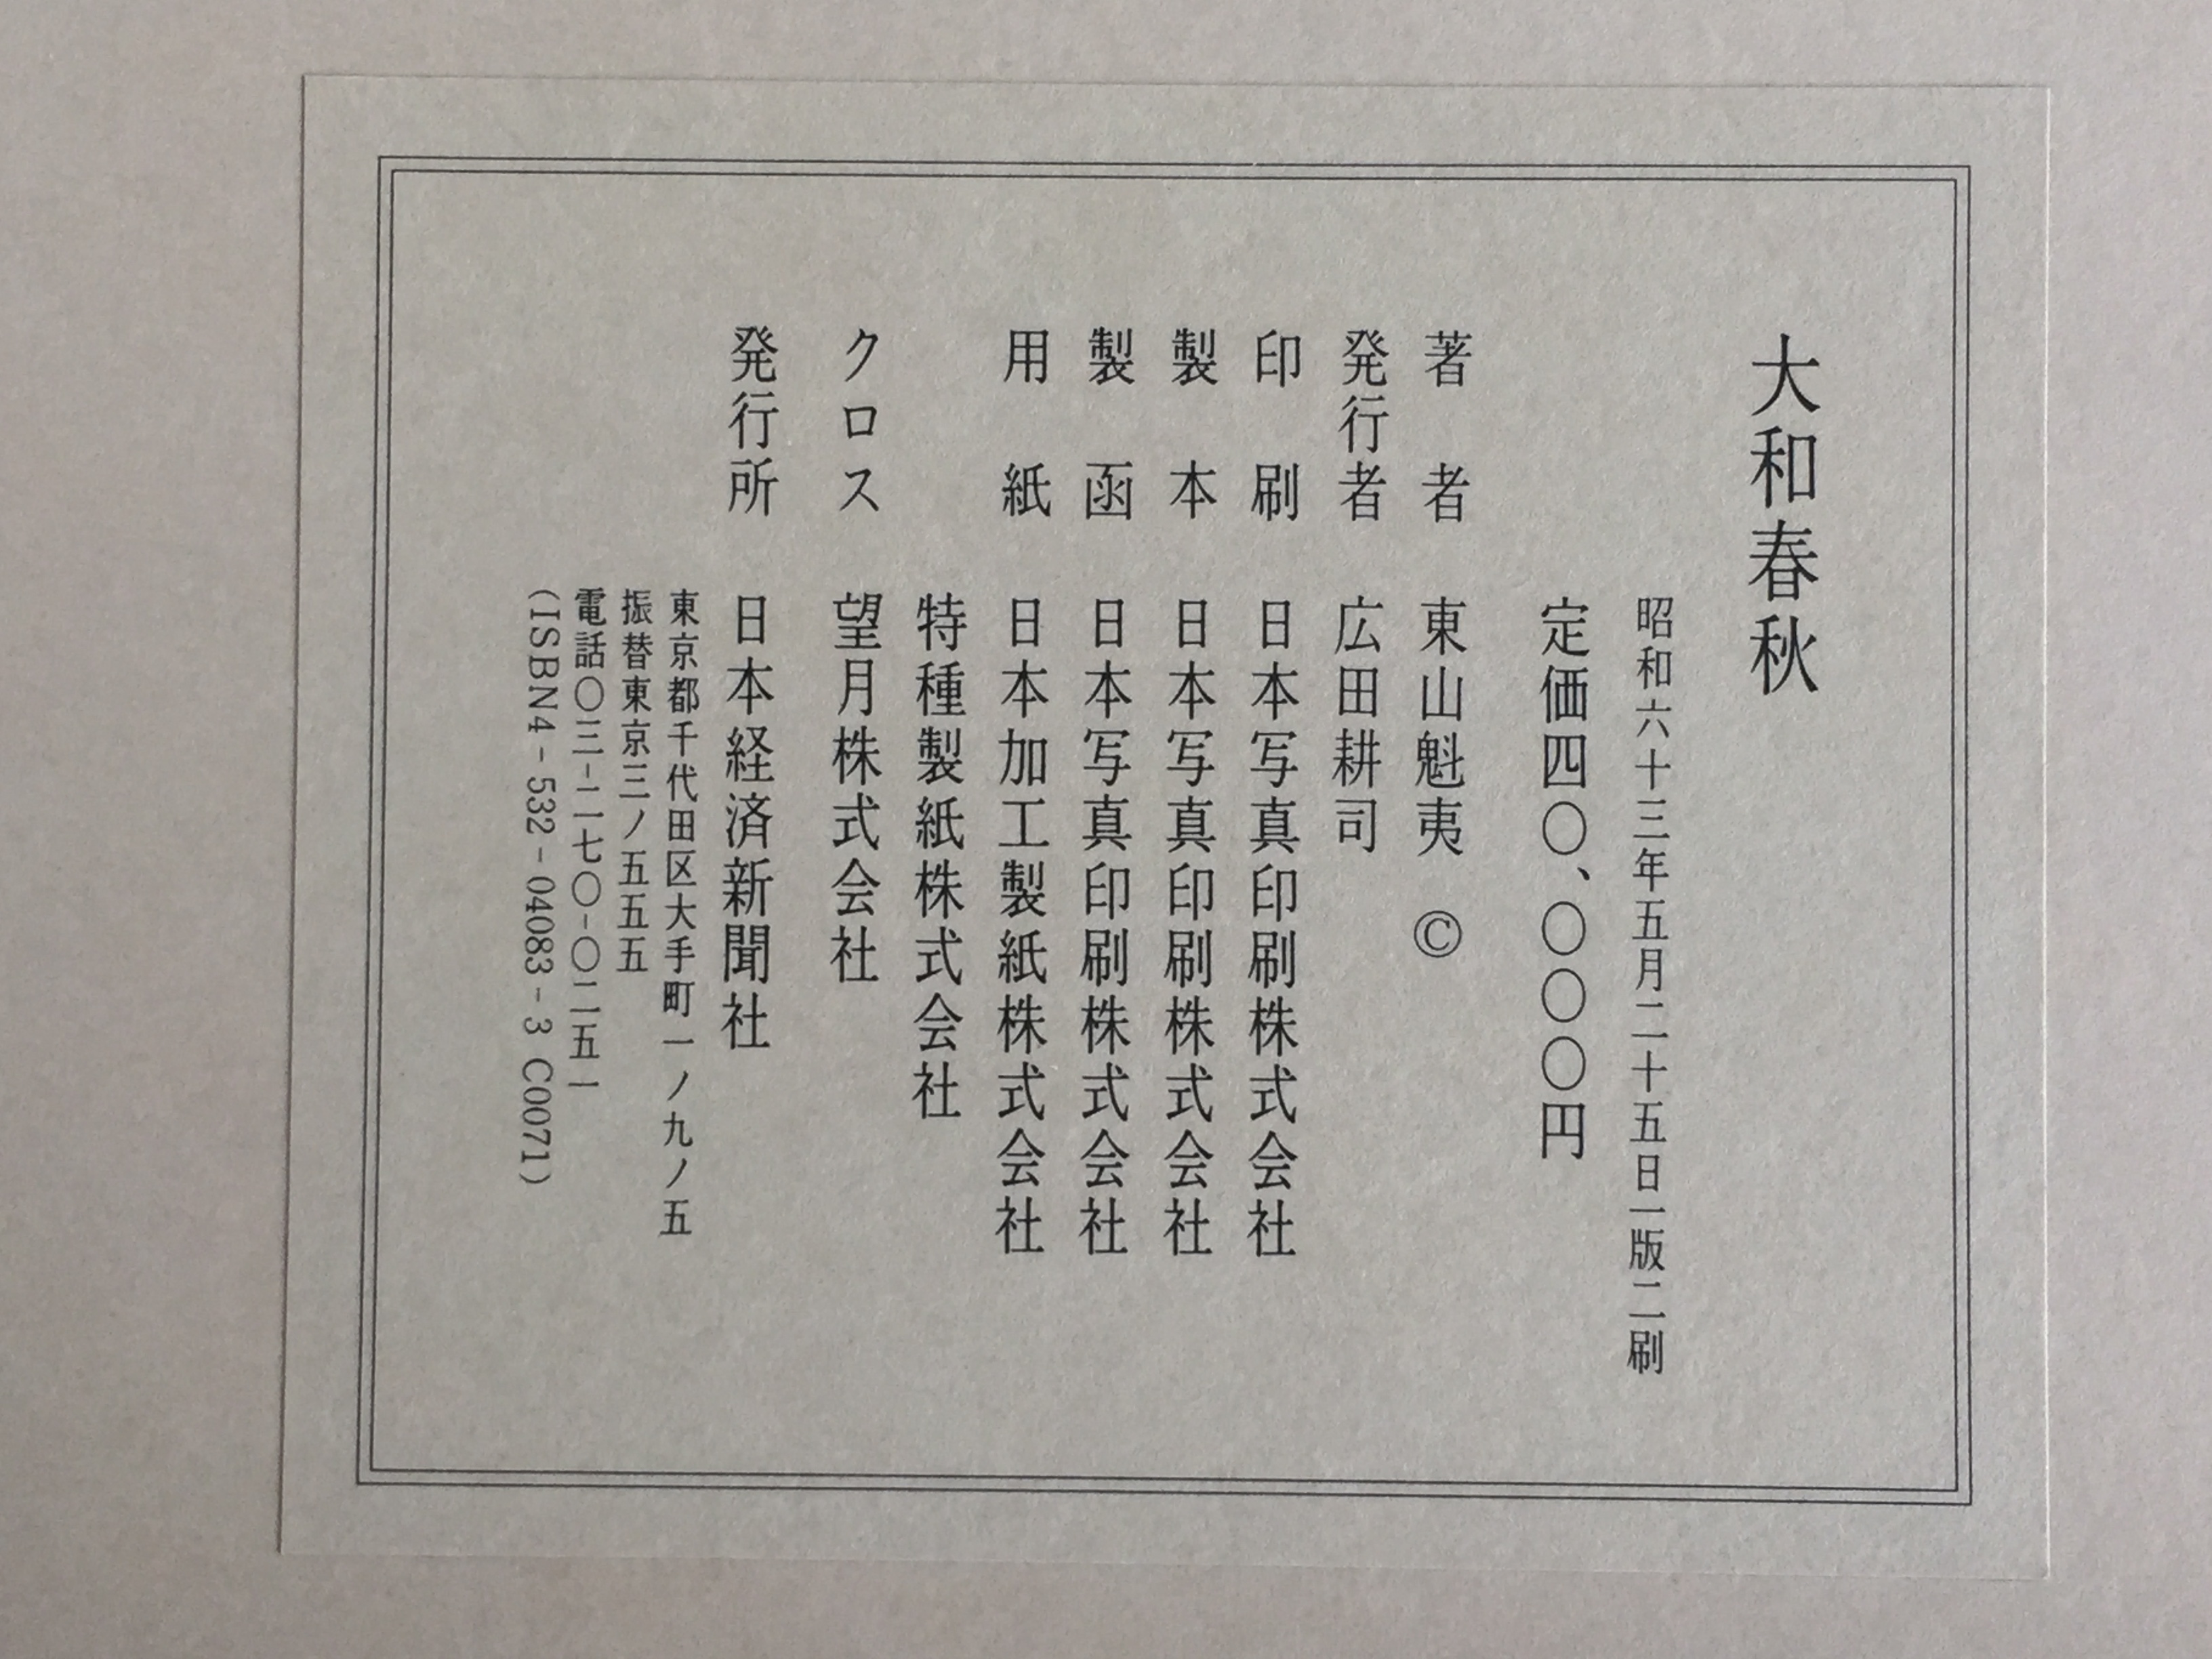 大和春秋
昭和六十三年五月二十五日一版二刷
定価四〇、〇〇〇円
著者 東山魁夷 ©
発行者 広田耕司
印刷 日本写真印刷株式会社
製本 日本写真印刷株式会社
製函 日本写真印刷株式会社
用紙 日本加工製紙株式会社
特種製紙株式会社
クロス 望月株式会社
発行所 日本経済新聞社
東京都千代田区大手町一ノ九ノ五
振替東京三ノ五五五
電話〇三-二七〇-〇二五一
(ISBN4-532-04083-3 C0071)